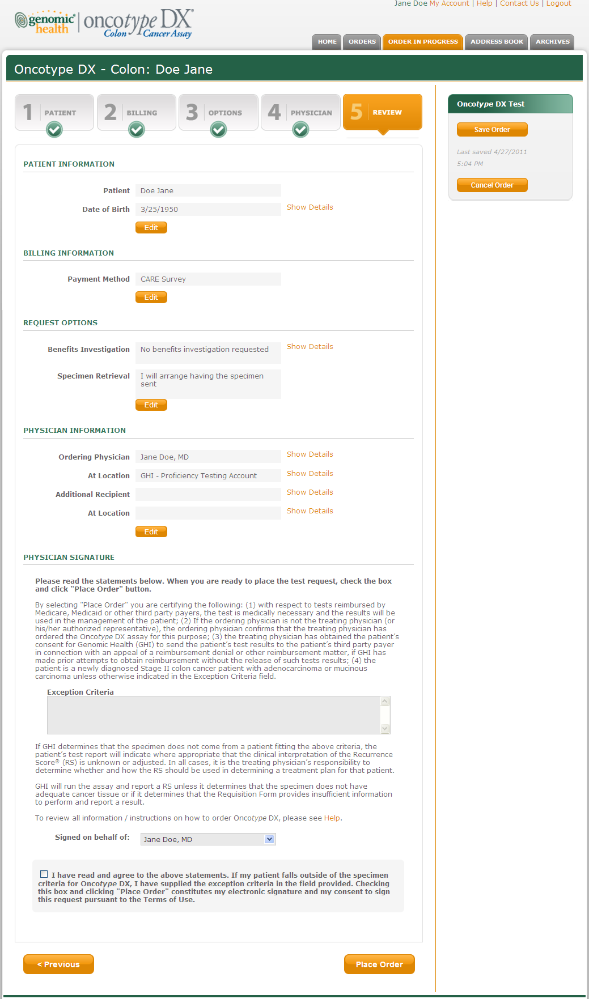 Jane Doe My Account | Help | Contact Us | Logout
genomic health | oncotype DX®
Colon Cancer Assay
HOME ORDERS ORDER IN PROGRESS ADDRESS BOOK ARCHIVES
Oncotype DX - Colon: Doe Jane
1 PATIENT 2 BILLING 3 OPTIONS 4 PHYSICIAN 5 REVIEW
Oncotype DX Test
Save Order
Last saved 4/27/2011
5:04 PM
Cancel Order
PATIENT INFORMATION
Patient Doe Jane
Date of Birth 3/25/1950 Show Details
Edit
BILLING INFORMATION
Payment Method CARE Survey
Edit
REQUEST OPTIONS
Benefits Investigation No benefits investigation requested Show Details
Specimen Retrieval I will arrange having the specimen
sent
Edit
PHYSICIAN INFORMATION
Ordering Physician Jane Doe, MD Show Details
At Location GHI - Proficiency Testing Account Show Details
Additional Recipient Show Details
At Location Show Details
Edit
PHYSICIAN SIGNATURE
Please read the statements below. When you are ready to place the test request, check the box
and click "Place Order" button.
By selecting "Place Order" you are certifying the following: (1) with respect to tests reimbursed by
Medicare, Medicaid or other third party payers, the test is medically necessary and the results will be
used in the management of the patient; (2) If the ordering physician is not the treating physician (or
his/her authorized representative), the ordering physician confirms that the treating physician has
ordered the Oncotype DX assay for this purpose; (3) the treating physician has obtained the patient’s
consent for Genomic Health (GHI) to send the patient’s test results to the patient’s third party payer
in connection with an appeal of a reimbursement denial or other reimbursement matter, if GHI has
made prior attempts to obtain reimbursement without the release of such tests results; (4) the
patient is a newly diagnosed Stage II colon cancer patient with adenocarcinoma or mucinous
carcinoma unless otherwise indicated in the Exception Criteria field.
Exception Criteria
If GHI determines that the specimen does not come from a patient fitting the above criteria, the
patient’s test report will indicate where appropriate that the clinical interpretation of the Recurrence
Score® (RS) is unknown or adjusted. In all cases, it is the treating physician’s responsibility to
determine whether and how the RS should be used in determining a treatment plan for that patient.
GHI will run the assay and report a RS unless it determines that the specimen does not have
adequate cancer tissue or if it determines that the Requisition Form provides insufficient information
to perform and report a result.
To review all information / instructions on how to order Oncotype DX, please see Help.
Signed on behalf of: Jane Doe, MD
I have read and agree to the above statements. If my patient falls outside of the specimen
criteria for Oncotype DX, I have supplied the exception criteria in the field provided. Checking
this box and clicking "Place Order" constitutes my electronic signature and my consent to sign
this request pursuant to the Terms of Use.
< Previous Place Order